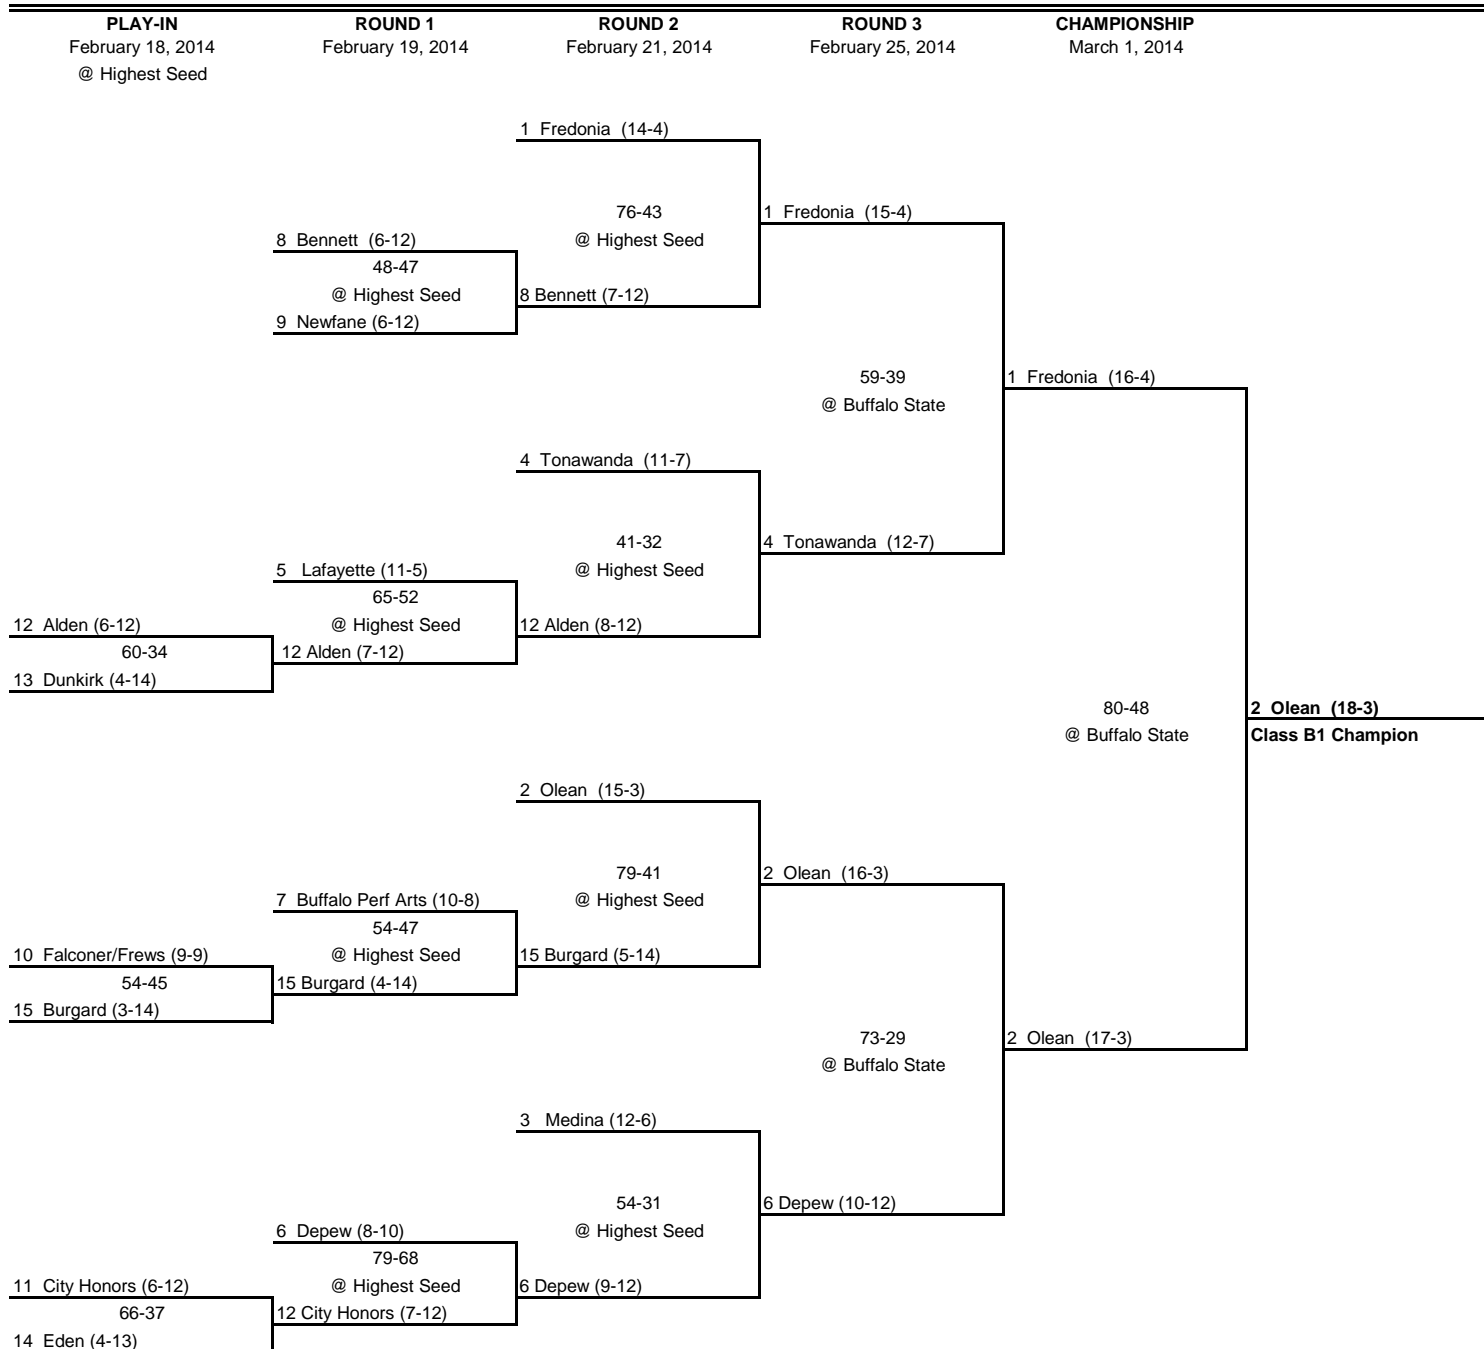 PLAY-IN ROUND 1 ROUND 2 ROUND 3 CHAMPIONSHIP
February 18, 2014 February 19, 2014 February 21, 2014 February 25, 2014 March 1, 2014
@ Highest Seed
1 Fredonia (14-4)
76-43 1 Fredonia (15-4)
8 Bennett (6-12) @ Highest Seed
48-47
@ Highest Seed 8 Bennett (7-12)
9 Newfane (6-12)
59-39 1 Fredonia (16-4)
@ Buffalo State
4 Tonawanda (11-7)
41-32 4 Tonawanda (12-7)
5 Lafayette (11-5) @ Highest Seed
65-52
12 Alden (6-12) @ Highest Seed 12 Alden (8-12)
60-34 12 Alden (7-12)
13 Dunkirk (4-14)
80-48 2 Olean (18-3)
@ Buffalo State Class B1 Champion
2 Olean (15-3)
79-41 2 Olean (16-3)
7 Buffalo Perf Arts (10-8) @ Highest Seed
54-47
10 Falconer/Frews (9-9) @ Highest Seed 15 Burgard (5-14)
54-45 15 Burgard (4-14)
15 Burgard (3-14)
73-29 2 Olean (17-3)
@ Buffalo State
3 Medina (12-6)
54-31 6 Depew (10-12)
6 Depew (8-10) @ Highest Seed
79-68
11 City Honors (6-12) @ Highest Seed 6 Depew (9-12)
66-37 12 City Honors (7-12)
14 Eden (4-13)